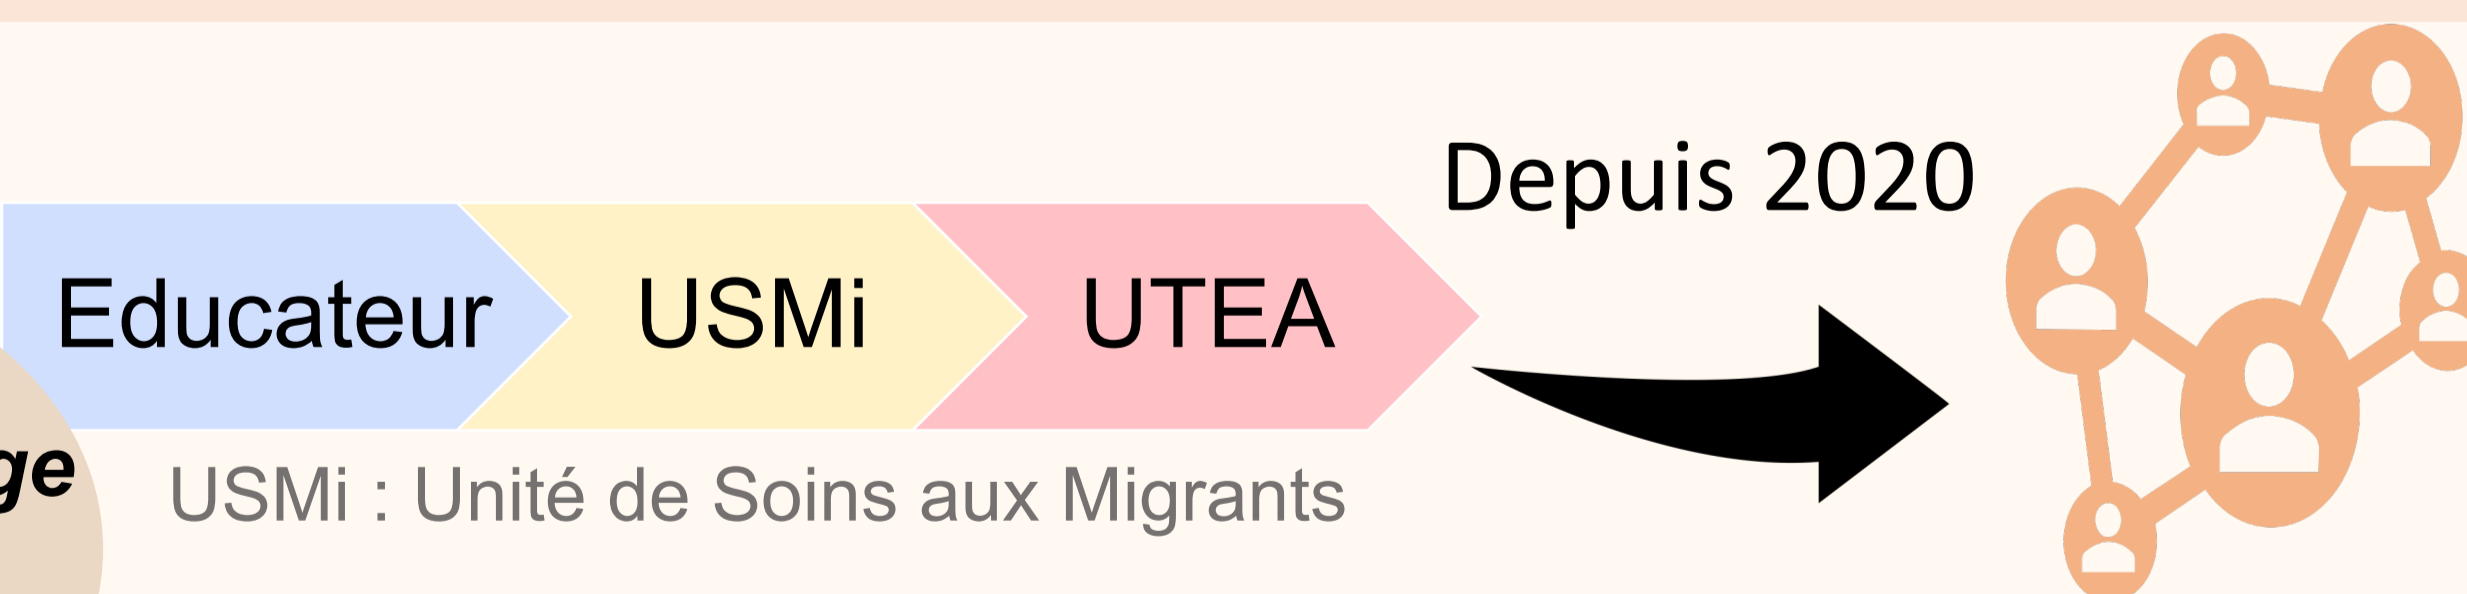 Depuis 2020
Educateur USMi UTEA
USMi : Unité de Soins aux Migrants